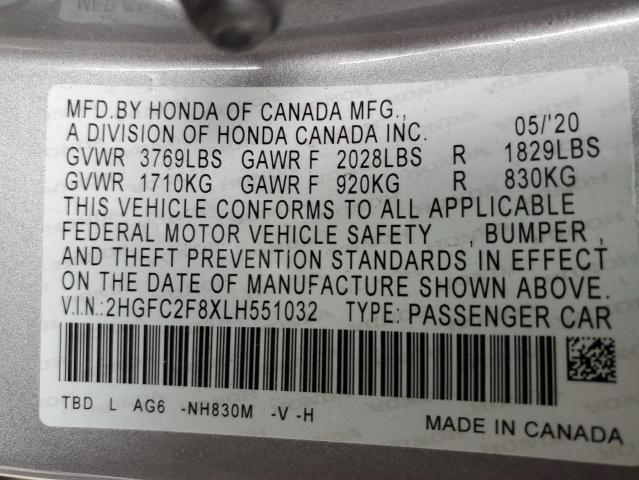 MFD.BY HONDA OF CANADA MFG.,
A DIVISION OF HONDA CANADA INC. 05/'20
GVWR 3769LBS GAWR F 2028LBS R 1829LBS
GVWR 1710KG GAWR F 920KG R 830KG
THIS VEHICLE CONFORMS TO ALL APPLICABLE
FEDERAL MOTOR VEHICLE SAFETY , BUMPER ,
AND THEFT PREVENTION STANDARDS IN EFFECT
ON THE DATE OF MANUFACTURE SHOWN ABOVE.
V.I.N.: 2HGFC2F8XLH551032 TYPE: PASSENGER CAR
TBD L AG6 -NH830M -V -H
MADE IN CANADA